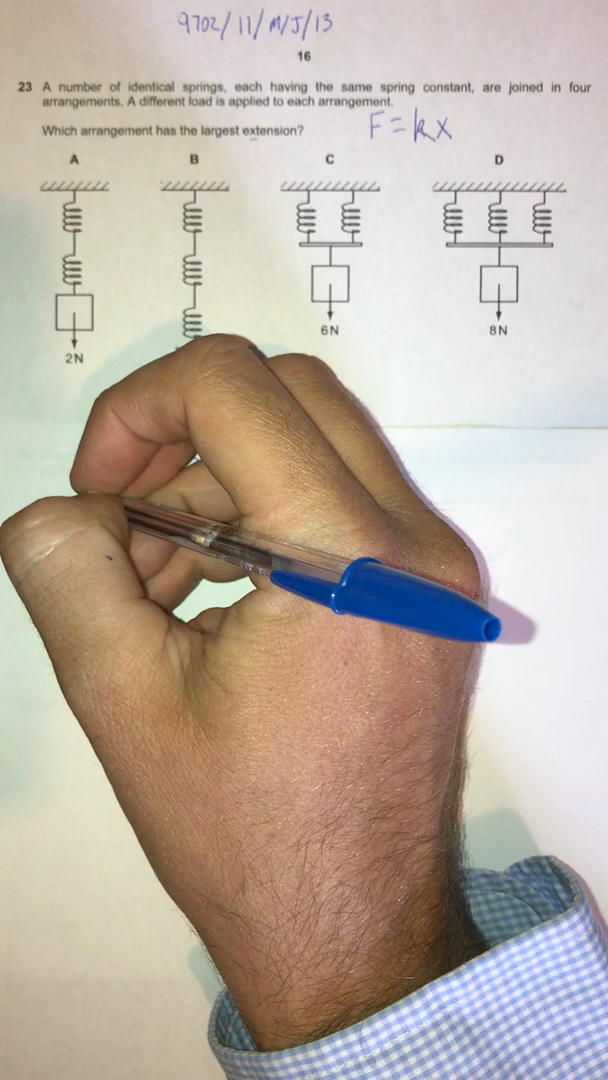 9702/11/M/J/13
16
23 A number of identical springs, each having the same spring constant, are joined in four
arrangements. A different load is applied to each arrangement.
Which arrangement has the largest extension?
F=kx
A B C D
6N 8N
2N